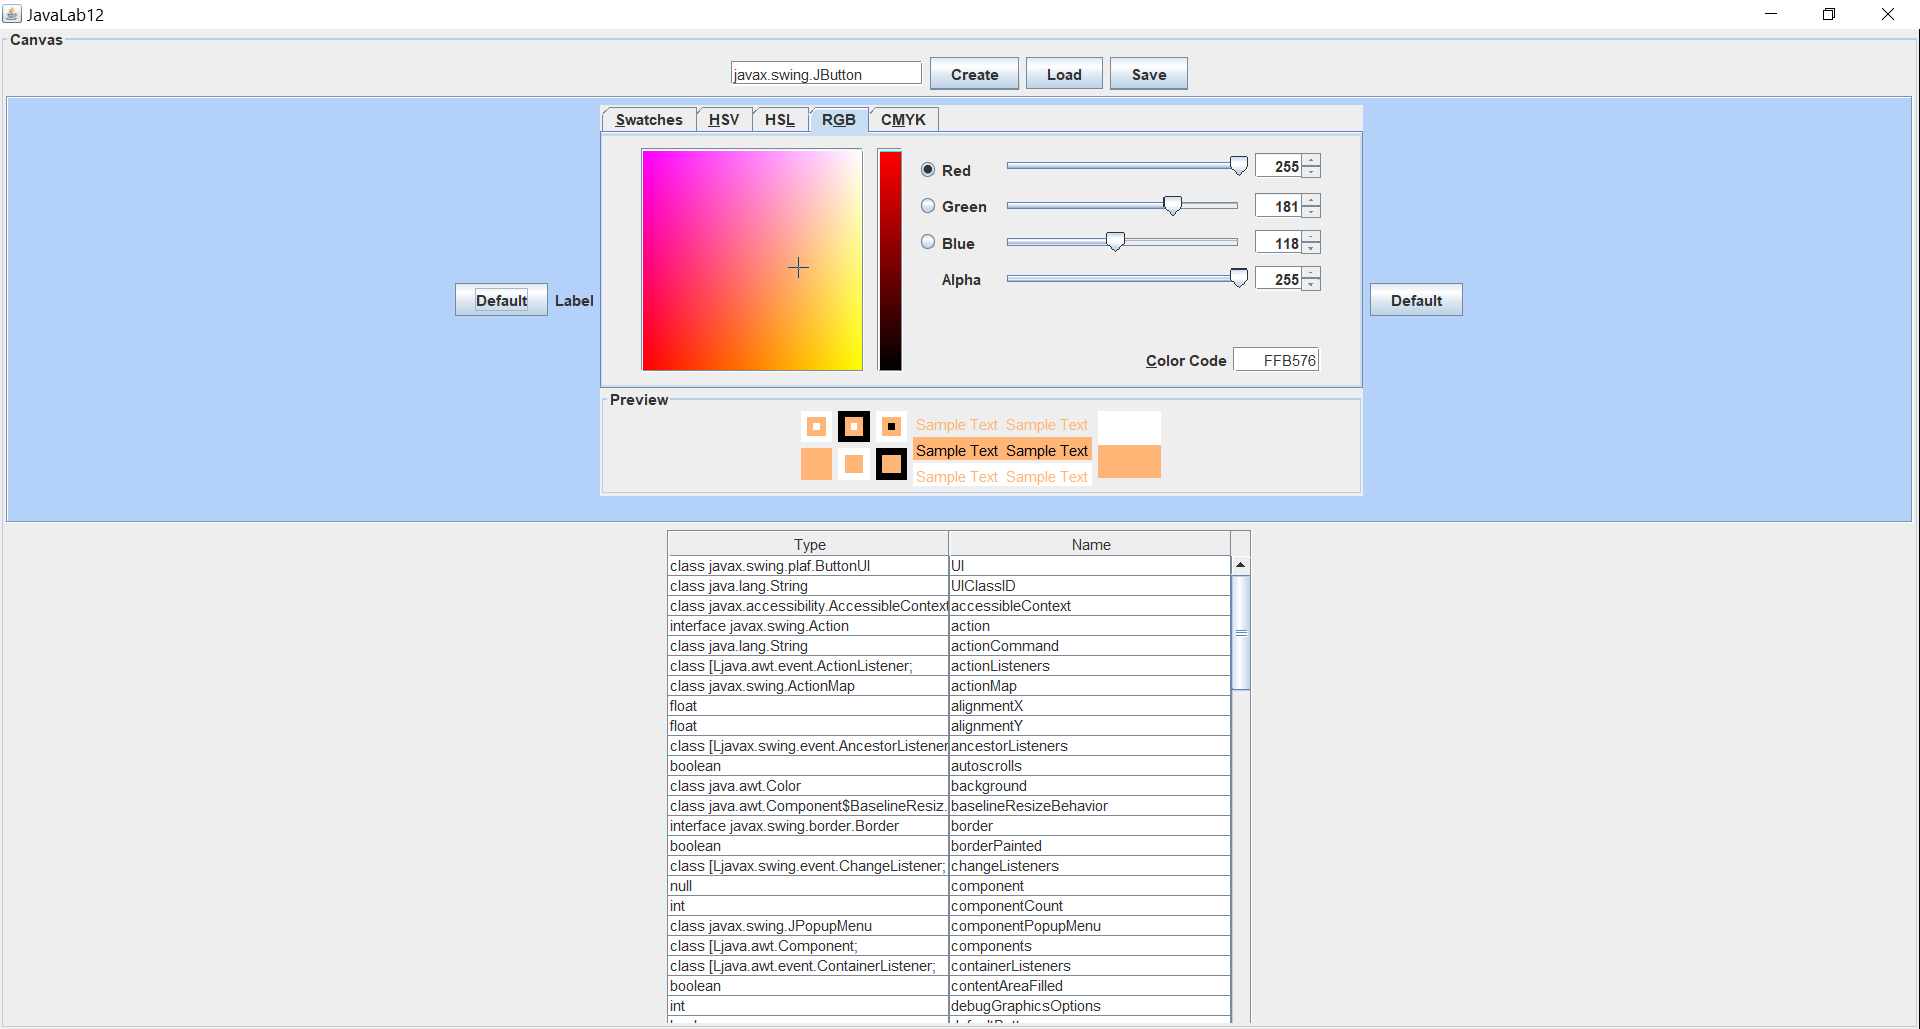 JavaLab12
Canvas
javax.swing.JButton Create Load Save
Swatches HSV HSL RGB CMYK
Red 255
Green 181
Blue 118
Alpha 255
Default Label Default
Color Code FFB576
Preview
Sample Text Sample Text
Sample Text Sample Text
Sample Text Sample Text
Type Name
class javax.swing.plaf.ButtonUI UI
class java.lang.String UIClassID
class javax.accessibility.AccessibleContext accessibleContext
interface javax.swing.Action action
class java.lang.String actionCommand
class [Ljava.awt.event.ActionListener; actionListeners
class javax.swing.ActionMap actionMap
float alignmentX
float alignmentY
class [Ljavax.swing.event.AncestorListener ancestorListeners
boolean autoscrolls
class java.awt.Color background
class java.awt.Component$BaselineResiz. baselineResizeBehavior
interface javax.swing.border.Border border
boolean borderPainted
class [Ljavax.swing.event.ChangeListener; changeListeners
null component
int componentCount
class javax.swing.JPopupMenu componentPopupMenu
class [Ljava.awt.Component; components
class [Ljava.awt.event.ContainerListener; containerListeners
boolean contentAreaFilled
int debugGraphicsOptions